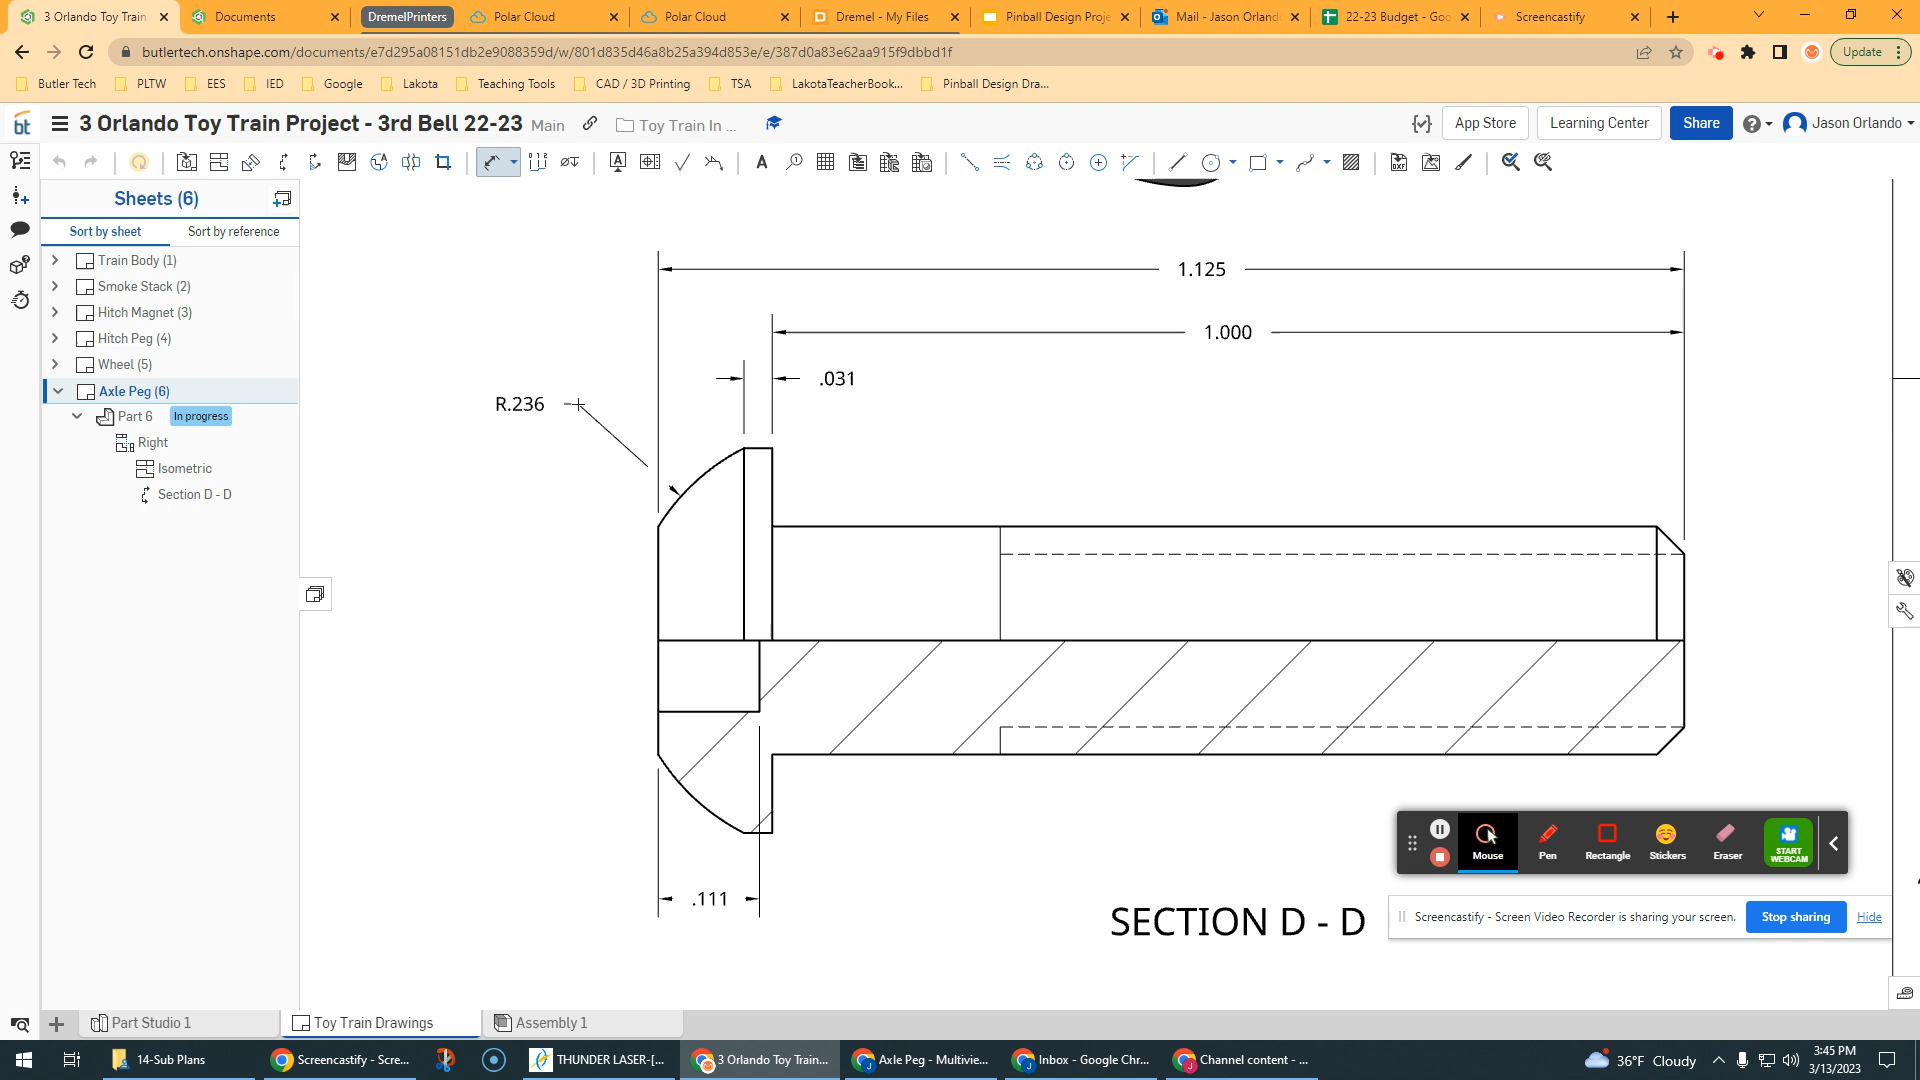 3 Orlando Toy Train
Documents
DremelPrinters
Polar Cloud
Polar Cloud
Dremel - My Files
Pinball Design Proje
Mail - Jason Orland
22-23 Budget - Goo
Screencastify
butlertech.onshape.com/documents/e7d295a08151db2e9088359d/w/801d835d46a8b25a394d853e/e/387d0a83e62aa915f9dbbd1f
Update
Butler Tech
PLTW
EES
IED
Google
Lakota
Teaching Tools
CAD / 3D Printing
TSA
LakotaTeacherBook...
Pinball Design Dra...
bt
3 Orlando Toy Train Project - 3rd Bell 22-23
Main
Toy Train In ...
App Store
Learning Center
Share
Jason Orlando
Sheets (6)
Sort by sheet
Sort by reference
Train Body (1)
Smoke Stack (2)
Hitch Magnet (3)
Hitch Peg (4)
Wheel (5)
Axle Peg (6)
Part 6
In progress
Right
Isometric
Section D - D
1.125
1.000
.031
R.236
.111
SECTION D - D
Mouse
Pen
Rectangle
Stickers
Eraser
START
WEBCAM
Screencastify - Screen Video Recorder is sharing your screen.
Stop sharing
Hide
Part Studio 1
Toy Train Drawings
Assembly 1
14-Sub Plans
Screencastify - Scre...
THUNDER LASER-[...
3 Orlando Toy Train...
Axle Peg - Multivie...
Inbox - Google Chr...
Channel content - ...
36°F Cloudy
3:45 PM
3/13/2023